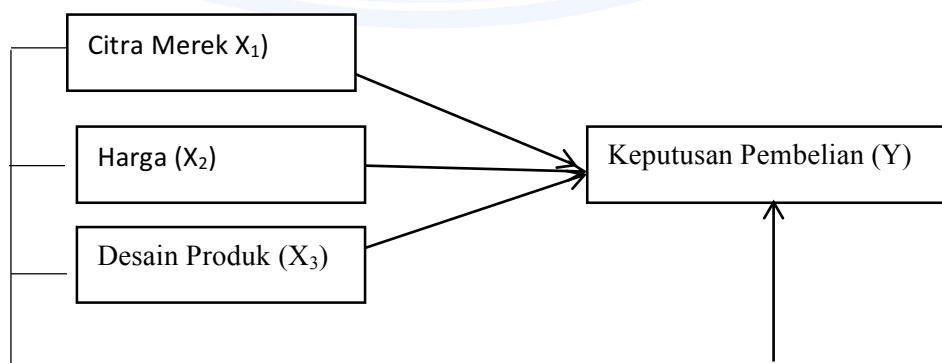 Citra Merek X₁)
Harga (X₂)
Keputusan Pembelian (Y)
Desain Produk (X₃)